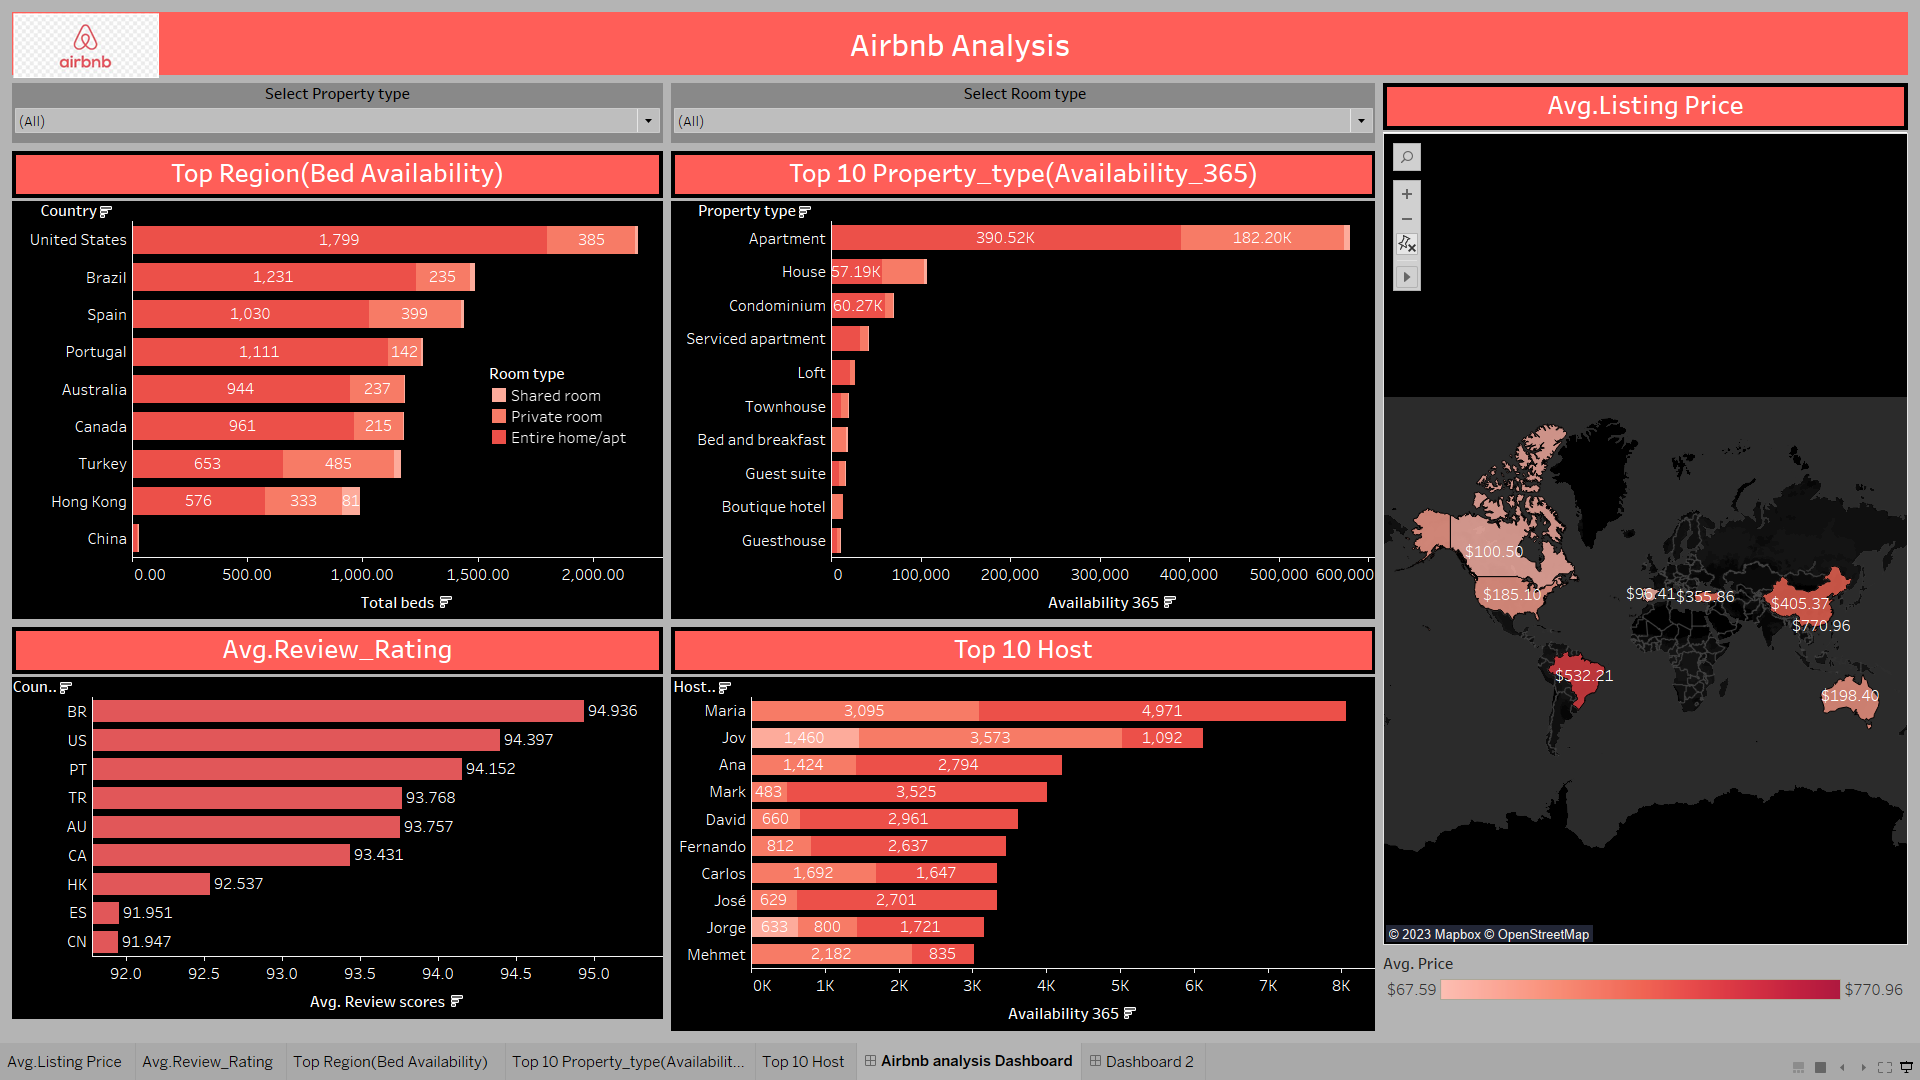 airbnb
Airbnb Analysis
Select Property type
(All)
Select Room type
(All)
Avg.Listing Price
Top Region(Bed Availability)
Country
United States 1,799 385
Brazil 1,231 235
Spain 1,030 399
Portugal 1,111 142
Australia 944 237
Canada 961 215
Turkey 653 485
Hong Kong 576 333 81
China
Room type
Shared room
Private room
Entire home/apt
0.00 500.00 1,000.00 1,500.00 2,000.00
Total beds
Top 10 Property_type(Availability_365)
Property type
Apartment 390.52K 182.20K
House 57.19K
Condominium 60.27K
Serviced apartment
Loft
Townhouse
Bed and breakfast
Guest suite
Boutique hotel
Guesthouse
0 100,000 200,000 300,000 400,000 500,000 600,000
Availability 365
$100.50
$185.10
$96.41
$355.86
$405.37
$770.96
$532.21
$198.40
© 2023 Mapbox © OpenStreetMap
Avg. Price
$67.59 $770.96
Avg.Review_Rating
Coun..
BR 94.936
US 94.397
PT 94.152
TR 93.768
AU 93.757
CA 93.431
HK 92.537
ES 91.951
CN 91.947
92.0 92.5 93.0 93.5 94.0 94.5 95.0
Avg. Review scores
Top 10 Host
Host..
Maria 3,095 4,971
Jov 1,460 3,573 1,092
Ana 1,424 2,794
Mark 483 3,525
David 660 2,961
Fernando 812 2,637
Carlos 1,692 1,647
José 629 2,701
Jorge 633 800 1,721
Mehmet 2,182 835
0K 1K 2K 3K 4K 5K 6K 7K 8K
Availability 365
Avg.Listing Price Avg.Review_Rating Top Region(Bed Availability) Top 10 Property_type(Availabilit... Top 10 Host Airbnb analysis Dashboard Dashboard 2